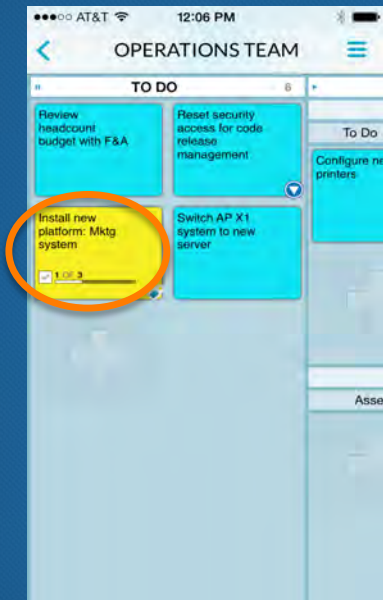 AT&T 12:06 PM
OPERATIONS TEAM
TO DO 6
Review
headcount
budget with F&A
Reset security
access for code
release
management
To Do
Configure ne
printers
Install new
platform: Mktg
system
1 OF 3
Switch AP X1
system to new
server
Asse